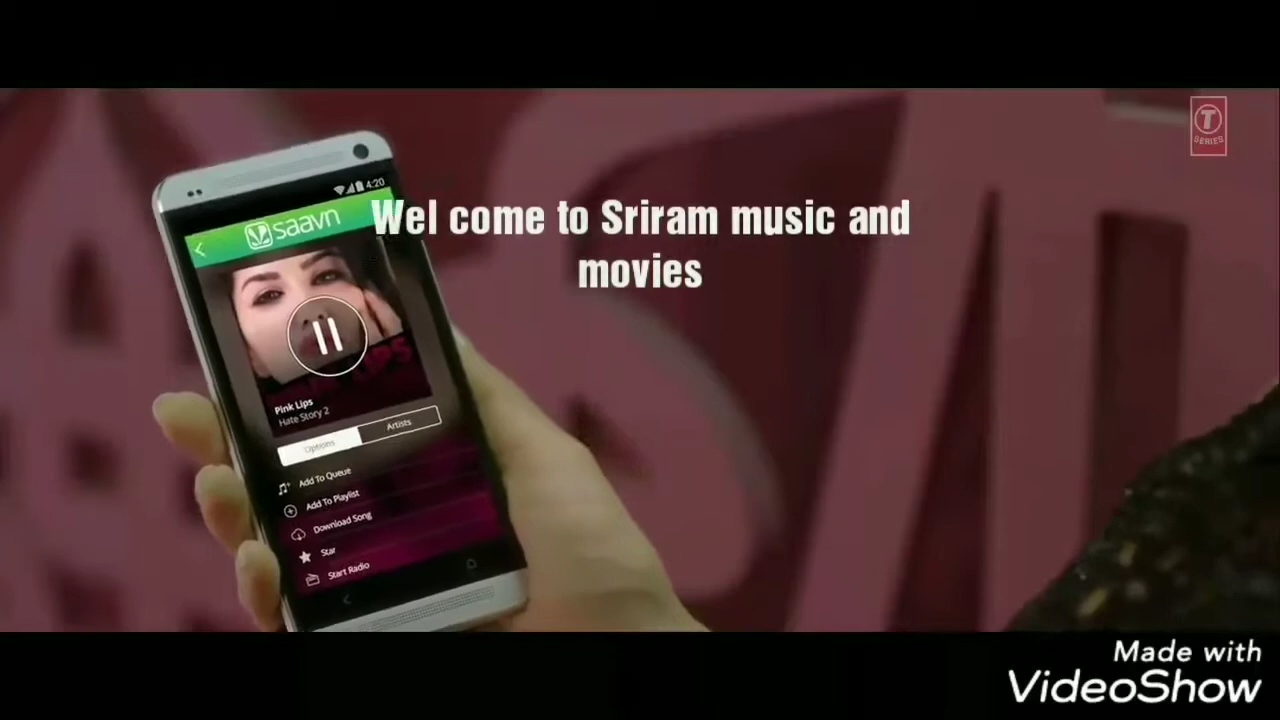 T
SERIES
4:20
saavn
Wel come to Sriram music and
movies
Pink Lips
Hate Story 2
Options
Artists
Add To Queue
Add To Playlist
Download Song
Star
Start Radio
Made with
VideoShow